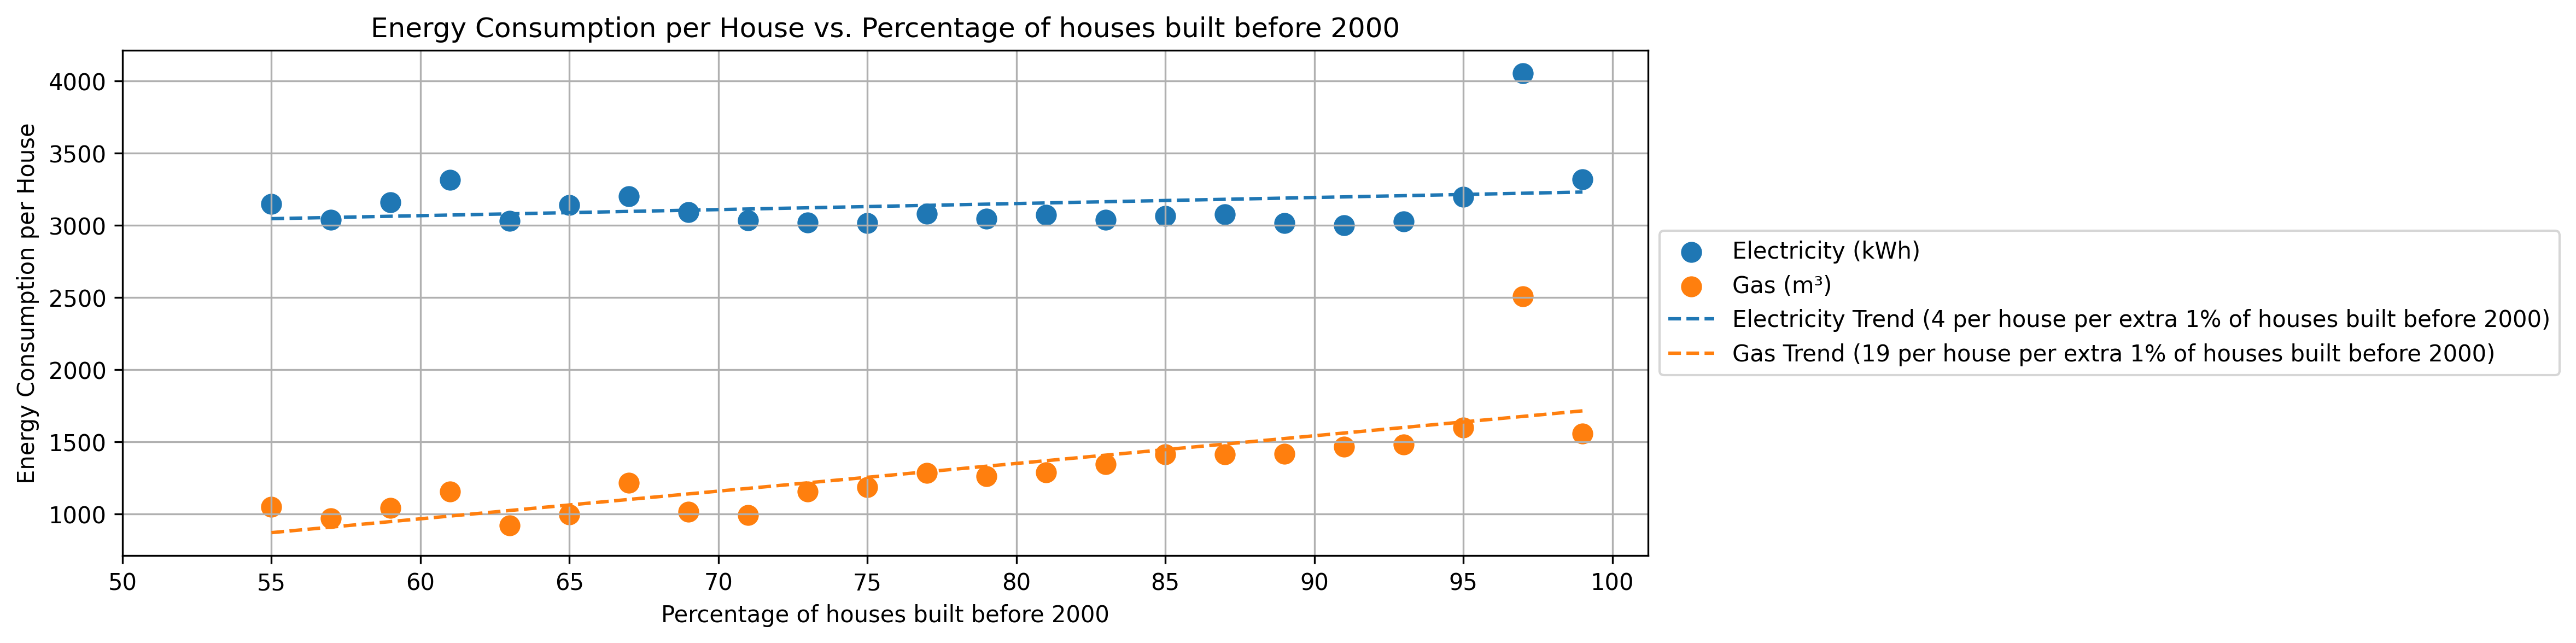 Energy Consumption per House vs. Percentage of houses built before 2000
Energy Consumption per House
4000
3500
3000
2500
2000
1500
1000
50 55 60 65 70 75 80 85 90 95 100
Percentage of houses built before 2000
Electricity (kWh)
Gas (m³)
Electricity Trend (4 per house per extra 1% of houses built before 2000)
Gas Trend (19 per house per extra 1% of houses built before 2000)